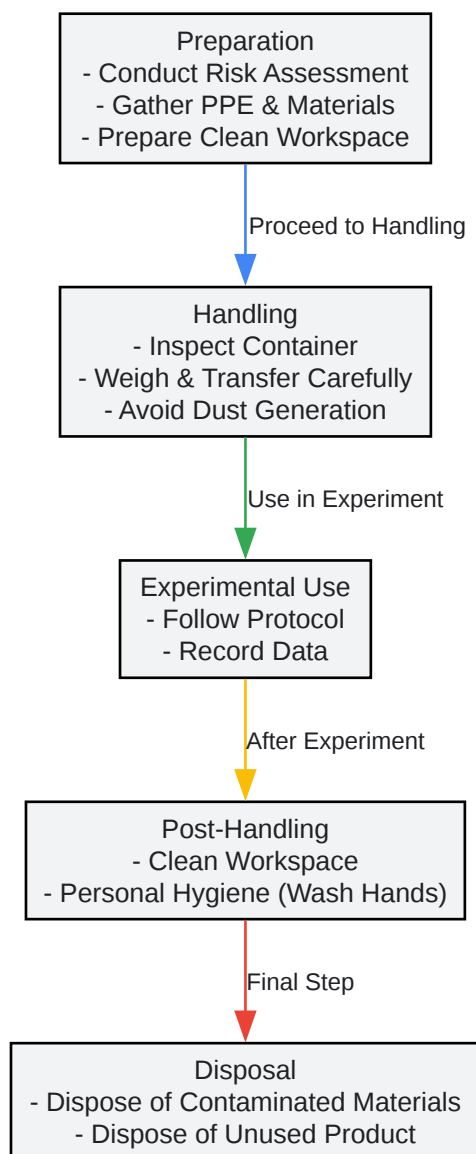 Preparation
- Conduct Risk Assessment
- Gather PPE & Materials
- Prepare Clean Workspace
Proceed to Handling
Handling
- Inspect Container
- Weigh & Transfer Carefully
- Avoid Dust Generation
Use in Experiment
Experimental Use
- Follow Protocol
- Record Data
After Experiment
Post-Handling
- Clean Workspace
- Personal Hygiene (Wash Hands)
Final Step
Disposal
- Dispose of Contaminated Materials
- Dispose of Unused Product